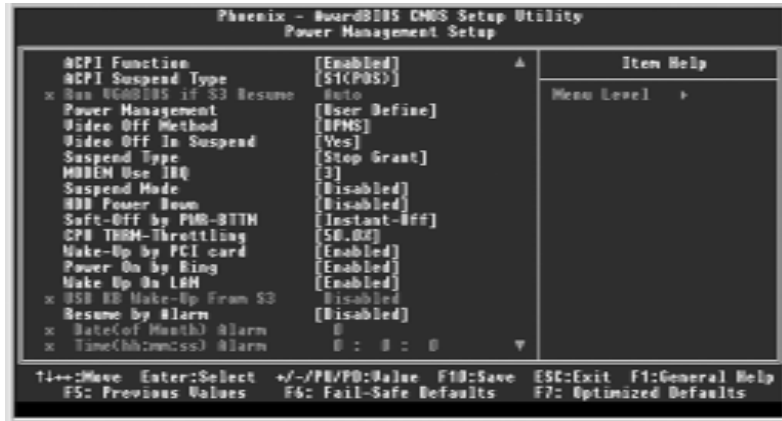 Phoenix - AwardBIOS CMOS Setup Utility
Power Management Setup
ACPI Function [Enabled]
ACPI Suspend Type [S1(POS)]
x Run VGABIOS if S3 Resume Auto
Power Management [User Define]
Video Off Method [DPMS]
Video Off In Suspend [Yes]
Suspend Type [Stop Grant]
MODEM Use IRQ [3]
Suspend Mode [Disabled]
HDD Power Down [Disabled]
Soft-Off by PWR-BTTN [Instant-Off]
CPU THRM-Throttling [50.0%]
Wake-Up by PCI card [Enabled]
Power On by Ring [Enabled]
Wake Up On LAN [Enabled]
x USB KB Wake-Up From S3 Disabled
Resume by Alarm [Disabled]
x Date(of Month) Alarm 0
x Time(hh:mm:ss) Alarm 0 : 0 : 0
Item Help
Menu Level ▸
↑↓→←:Move Enter:Select +/-/PU/PD:Value F10:Save ESC:Exit F1:General Help
F5: Previous Values F6: Fail-Safe Defaults F7: Optimized Defaults